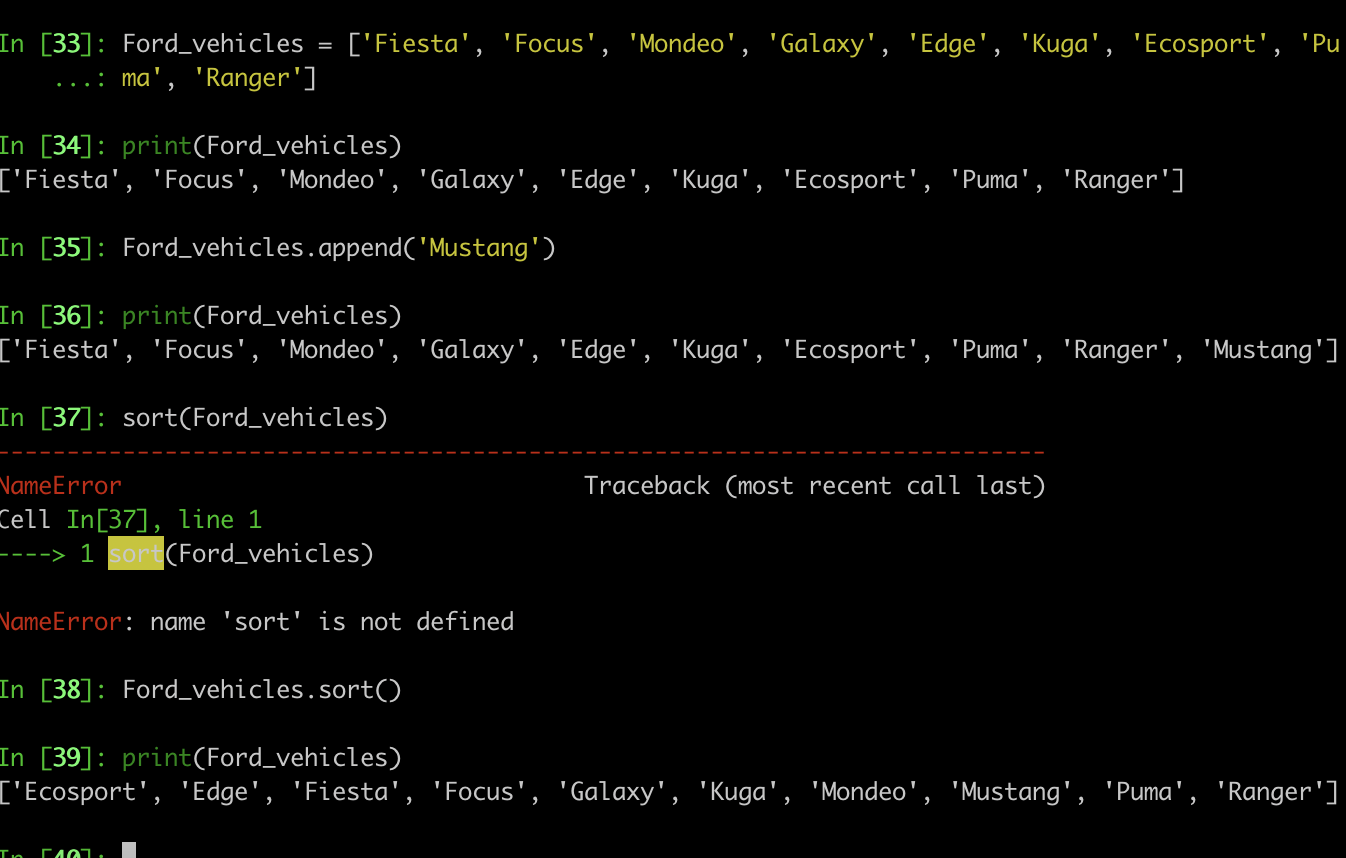 In [33]: Ford_vehicles = ['Fiesta', 'Focus', 'Mondeo', 'Galaxy', 'Edge', 'Kuga', 'Ecosport', 'Pu
    ...: ma', 'Ranger']
In [34]: print(Ford_vehicles)
['Fiesta', 'Focus', 'Mondeo', 'Galaxy', 'Edge', 'Kuga', 'Ecosport', 'Puma', 'Ranger']
In [35]: Ford_vehicles.append('Mustang')
In [36]: print(Ford_vehicles)
['Fiesta', 'Focus', 'Mondeo', 'Galaxy', 'Edge', 'Kuga', 'Ecosport', 'Puma', 'Ranger', 'Mustang']
In [37]: sort(Ford_vehicles)
---------------------------------------------------------------------------
NameError                                 Traceback (most recent call last)
Cell In[37], line 1
----> 1 sort(Ford_vehicles)
NameError: name 'sort' is not defined
In [38]: Ford_vehicles.sort()
In [39]: print(Ford_vehicles)
['Ecosport', 'Edge', 'Fiesta', 'Focus', 'Galaxy', 'Kuga', 'Mondeo', 'Mustang', 'Puma', 'Ranger']
In [40]: